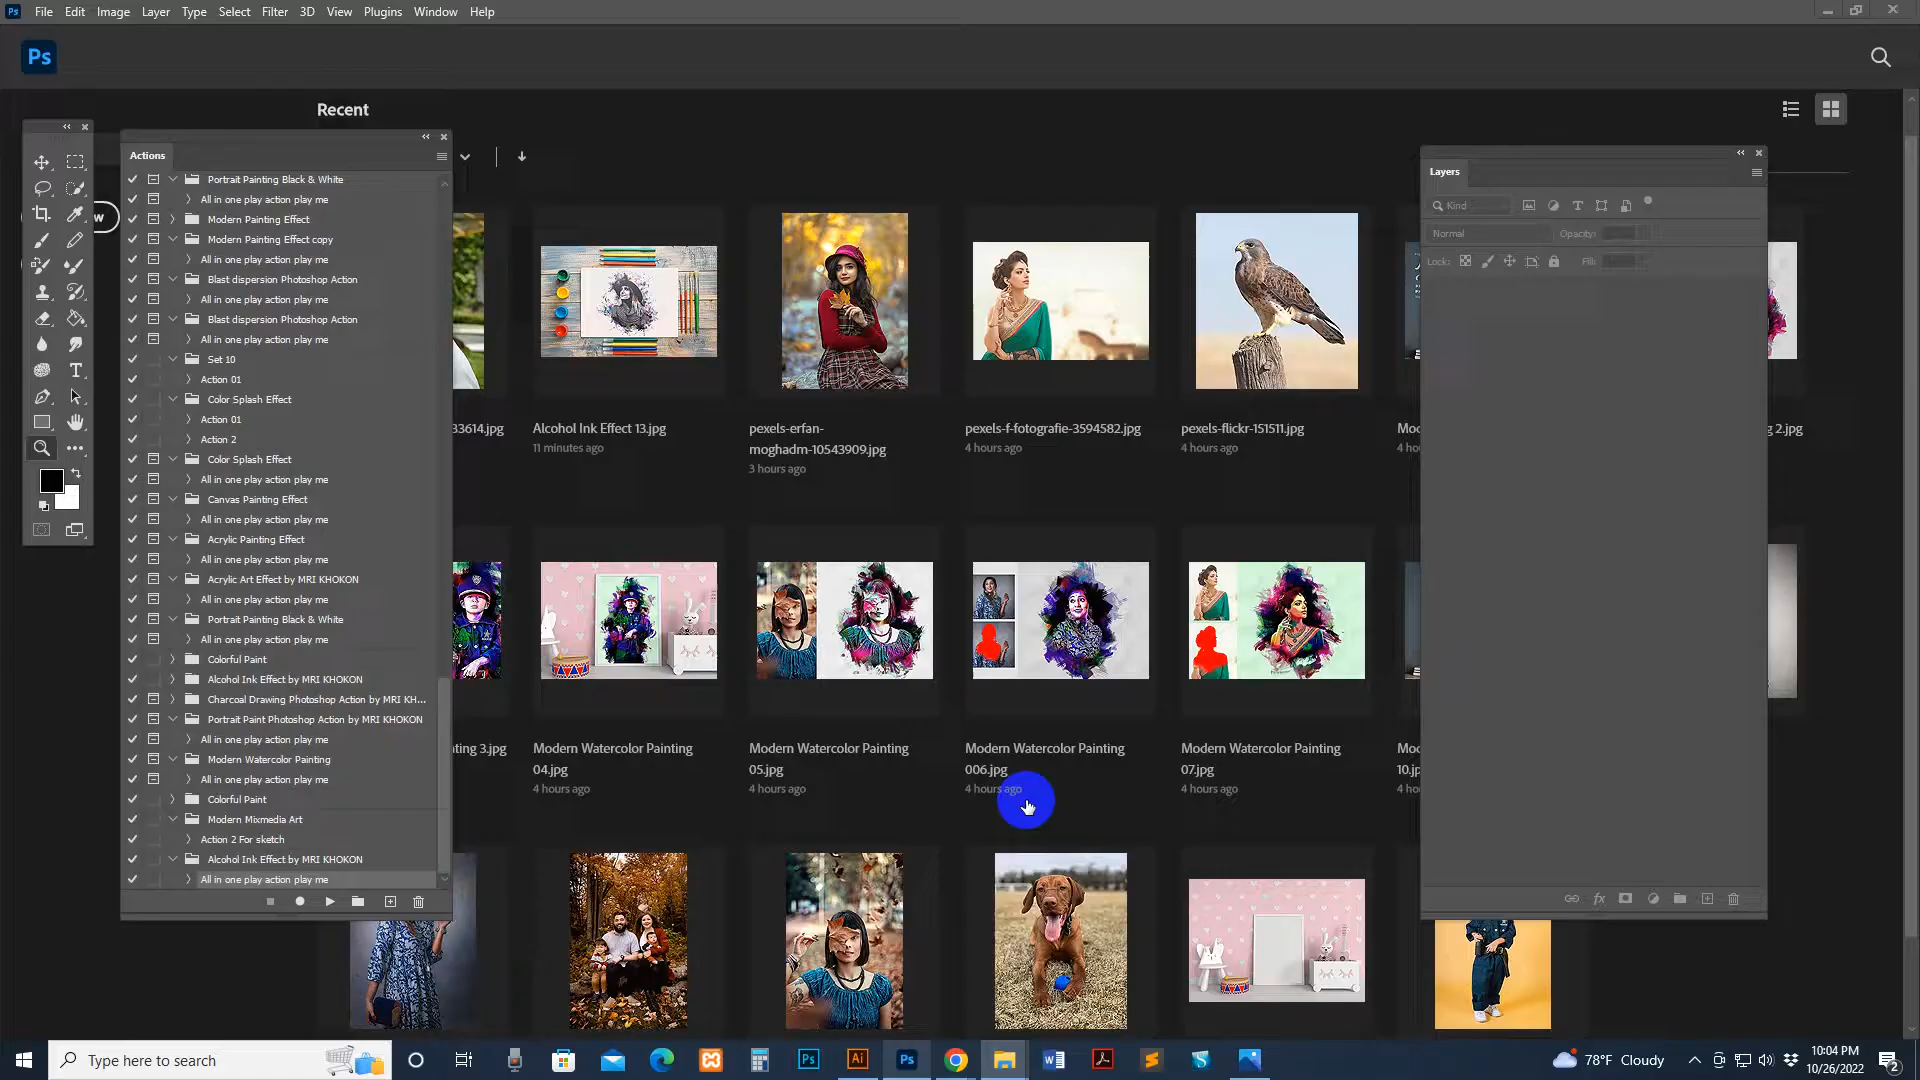 Ps File Edit Image Layer Type Select Filter 3D View Plugins Window Help
Ps
Recent
Actions
Portrait Painting Black & White
All in one play action play me
Modern Painting Effect
Modern Painting Effect copy
All in one play action play me
Blast dispersion Photoshop Action
All in one play action play me
Blast dispersion Photoshop Action
All in one play action play me
Set 10
Action 01
Color Splash Effect
Action 01
Action 2
Color Splash Effect
All in one play action play me
Canvas Painting Effect
All in one play action play me
Acrylic Painting Effect
All in one play action play me
Acrylic Art Effect by MRI KHOKON
All in one play action play me
Portrait Painting Black & White
All in one play action play me
Colorful Paint
Alcohol Ink Effect by MRI KHOKON
Charcoal Drawing Photoshop Action by MRI KH...
Portrait Paint Photoshop Action by MRI KHOKON
All in one play action play me
Modern Watercolor Painting
All in one play action play me
Colorful Paint
Modern Mixmedia Art
Action 2 For sketch
Alcohol Ink Effect by MRI KHOKON
All in one play action play me
w
33614.jpg
Alcohol Ink Effect 13.jpg
11 minutes ago
pexels-erfan-
moghadm-10543909.jpg
3 hours ago
pexels-f-fotografie-3594582.jpg
4 hours ago
pexels-flickr-151511.jpg
4 hours ago
Moo
4 ho
g 2.jpg
nting 3.jpg
Modern Watercolor Painting
04.jpg
4 hours ago
Modern Watercolor Painting
05.jpg
4 hours ago
Modern Watercolor Painting
006.jpg
4 hours ago
Modern Watercolor Painting
07.jpg
4 hours ago
Moo
10.jp
4 ho
Layers
Kind
Normal Opacity:
Lock: Fill:
Type here to search
Ps Ai Ps
78°F Cloudy
10:04 PM
10/26/2022
2